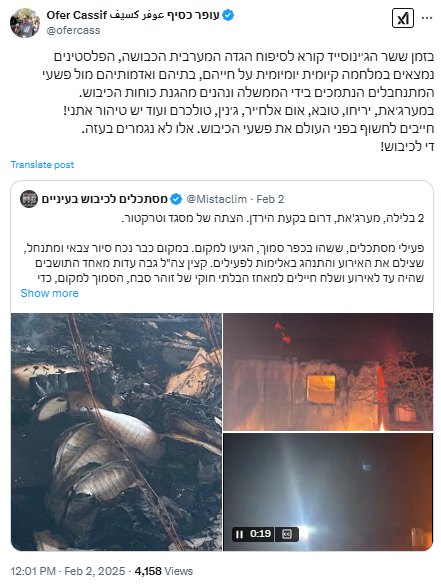 Ofer Cassif עופר כסיף عوفر كسيف
@ofercass
בזמן ששר הג׳ינוסייד קורא לסיפוח הגדה המערבית הכבושה, הפלסטינים
נמצאים במלחמה קיומית יומיומית על חייהם, בתיהם ואדמותיהם מול פשעי
המתנחבלים הנתמכים בידי הממשלה ונהנים מהגנת כוחות הכיבוש.
במערג׳את, יריחו, טובא, אום אלח׳יר, ג׳נין, טולכרם ועוד יש טיהור אתני!
חייבים לחשוף בפני העולם את פשעי הכיבוש. אלו לא נגמרים בעזה.
די לכיבוש!
Translate post
מסתכלים לכיבוש בעיניים @Mistaclim · Feb 2
2 בלילה, מערג'את, דרום בקעת הירדן. הצתה של מסגד וטרקטור.
פעילי מסתכלים, ששהו בכפר סמוך, הגיעו למקום. במקום כבר נכח סיור צבאי ומתנחל,
שצילם את האירוע והתנהג באלימות לפעילים. קצין צה"ל גבה עדות מאחד התושבים
שהיה עד לאירוע ושלח חיילים למאחז הבלתי חוקי של זוהר סבח, הסמוך למקום, כדי
Show more
0:19
12:01 PM · Feb 2, 2025 · 4,158 Views